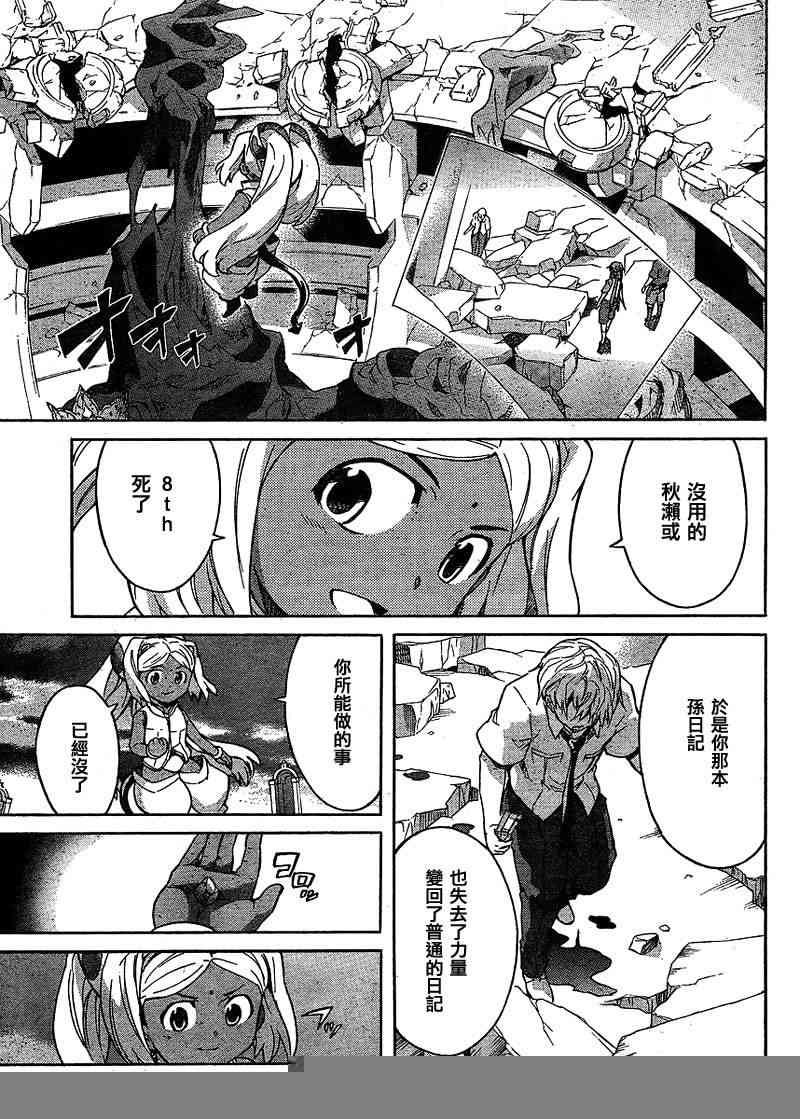 オオオ
沒用的
秋瀨或
8th
死了
於是你那本
孫日記
也失去了力量
變回了普通的日記
你所能做的事
已經沒了